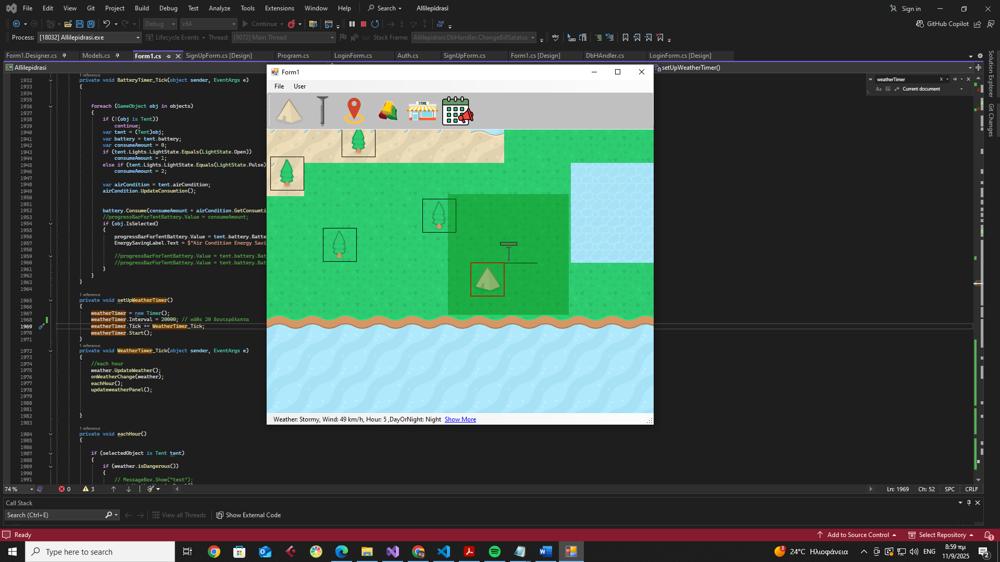 File Edit View Git Project Build Debug Test Analyze Tools Extensions Window Help Search Allilepidrasi Sign in
Debug x64 Continue GitHub Copilot
Process: [18032] Allilepidrasi.exe Lifecycle Events Thread: [9072] Main Thread Stack Frame: Allilepidrasi.DbHandler.ChangeBillSatatus
Form1.Designer.cs Models.cs Form1.cs SignUpForm.cs [Design] Program.cs LoginForm.cs Auth.cs SignUpForm.cs Form1.cs [Design] DbHAndler.cs LoginForm.cs [Design]
C# Allilepidrasi setUpWeatherTimer()
Solution Explorer
Git Changes
weatherTimer
Aa Current document
1 reference
1932 private void BatteryTimer_Tick(object sender, EventArgs e)
1933 {
1934
1935
1936 foreach (GameObject obj in objects)
1937 {
1938 if (!(obj is Tent))
1939 continue;
1940 var tent = (Tent)obj;
1941 var battery = tent.battery;
1942 var consumeAmount = 0;
1943 if (tent.Lights.LightState.Equals(LightState.Open))
1944 consumeAmount = 1;
1945 else if (tent.Lights.LightState.Equals(LightState.Pulse)
1946 consumeAmount = 2;
1947
1948 var airCondition = tent.airCondition;
1949 airCondition.UpdateConsumtion();
1950
1951
1952 battery.Consume(consumeAmount + airCondition.GetConsumti
1953 //progressBarForTentBattery.Value = consumeAmount;
1954 if (obj.IsSelected)
1955 {
1956 progressBarForTentBattery.Value = tent.battery.Batte
1957 EnergySavingLabel.Text = $"Air Condition Energy Savi
1958
1959 //progressBarForTentBattery.Value = tent.battery.Bat
1960 //progressBarForTentBattery.Value = tent.battery.Bat
1961 }
1962 }
1963 }
1964
1 reference
1965 private void setUpWeatherTimer()
1966 {
1967 weatherTimer = new Timer();
1968 weatherTimer.Interval = 20000; // κάθε 20 δευτερόλεπτα
1969 weatherTimer.Tick += WeatherTimer_Tick;
1970 weatherTimer.Start();
1971 }
1 reference
1972 private void WeatherTimer_Tick(object sender, EventArgs e)
1973 {
1974 //each hour
1975 weather.UpdateWeather();
1976 onWeatherChange(weather);
1977 eachHour();
1978 updateweatherPanel();
1979
1980
1981
1982 }
1983
1 reference
1984 private void eachHour()
1985 {
1986
1987 if (selectedObject is Tent tent)
1988 {
1989 if (weather.isDangerous())
1990 {
1991 // MessageBox.Show("test");
Form1
File User
STORE
Weather: Stormy, Wind: 49 km/h, Hour: 5 ,DayOrNight: Night Show More
74 % 0 3 Ln: 1969 Ch: 52 SPC CRLF
Call Stack
Search (Ctrl+E) View all Threads Show External Code
Ready Add to Source Control Select Repository 1
Type here to search 2 24°C Ηλιοφάνεια ENG 8:59 πμ
11/9/2025 2